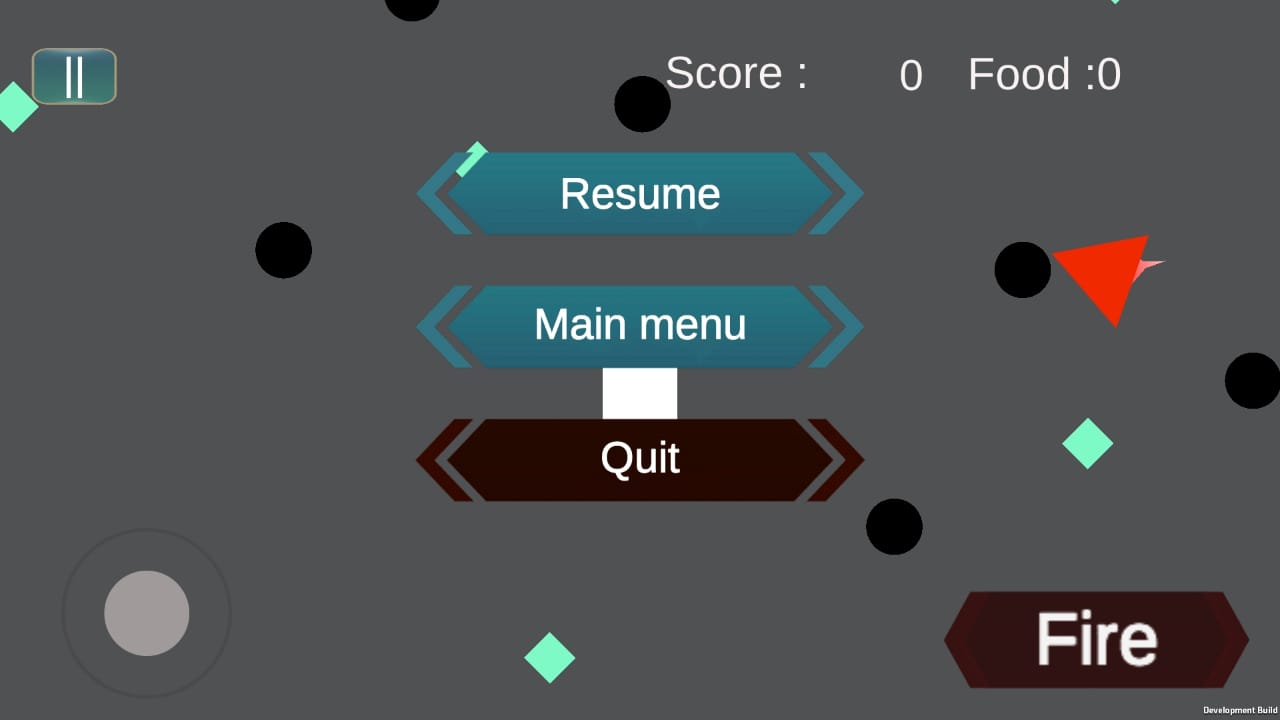 Score : 0 Food :0
Resume
Main menu
Quit
Fire
Development Build